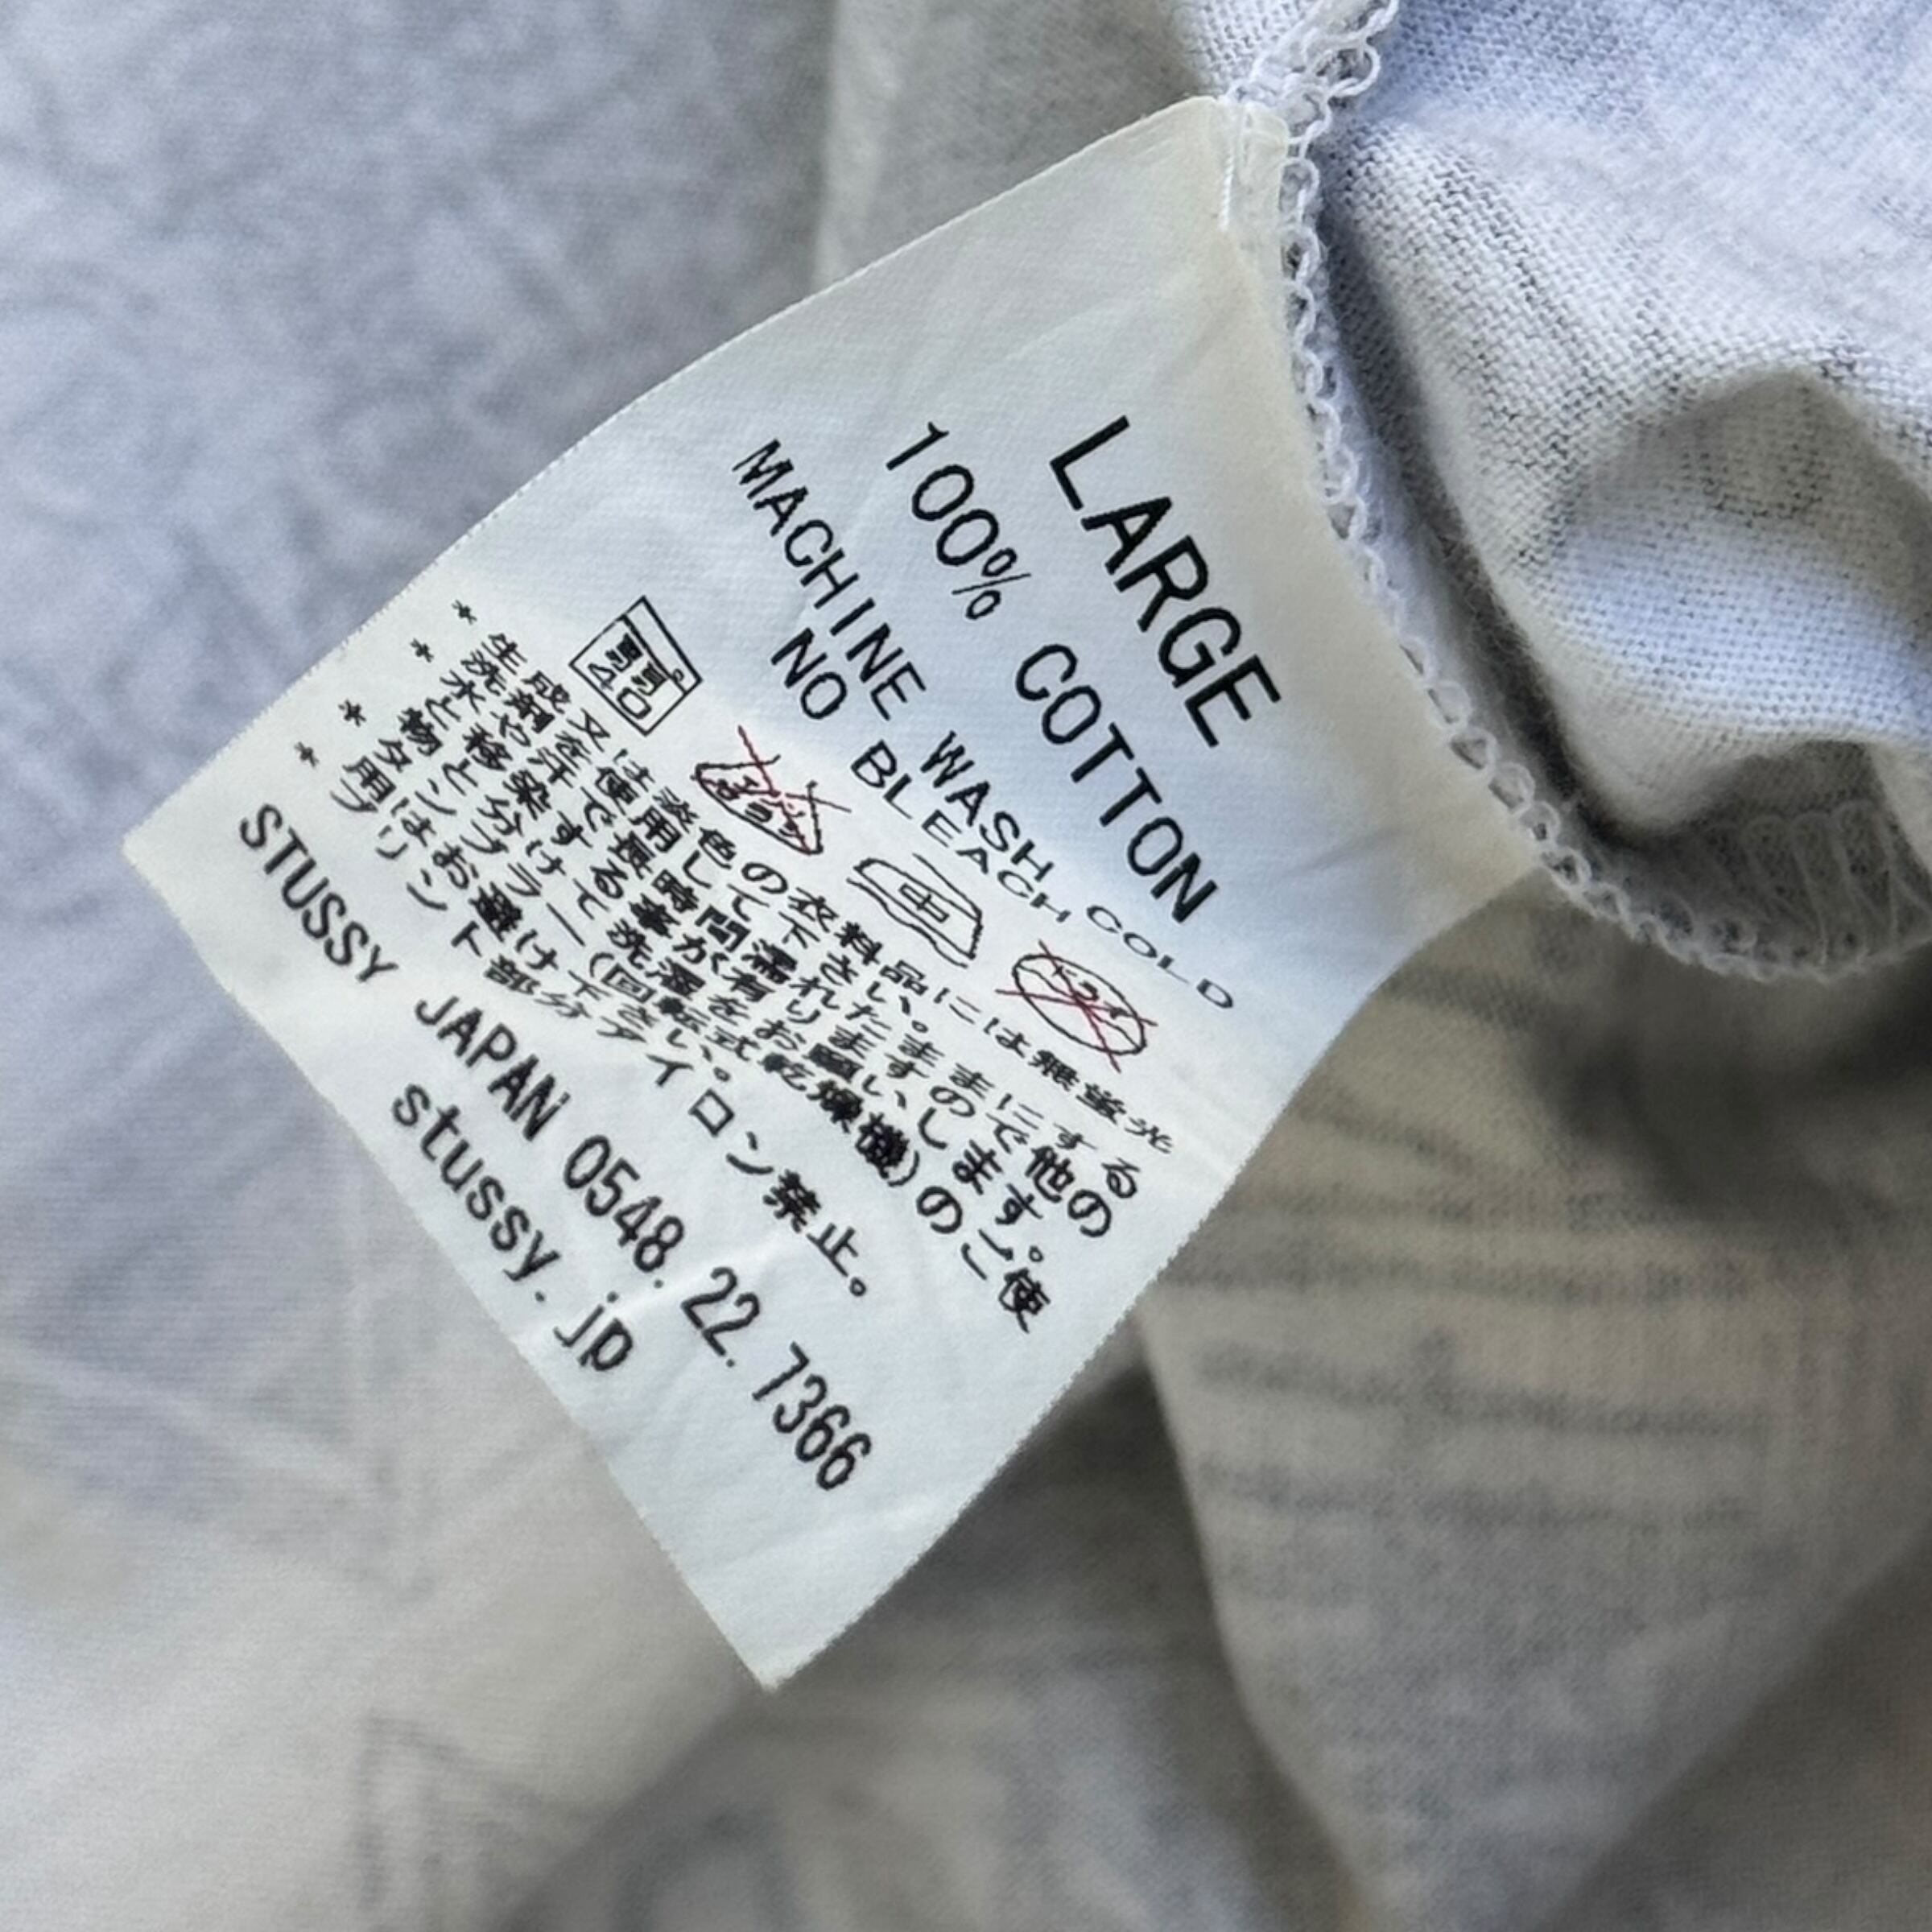 LARGE
100% COTTON
MACHINE WASH COLD
NO BLEACH
40 中
* 生成又は淡色の衣料品には無蛍光
洗剤を使用して下さい。
* 水や汗で長時間濡れたままにする
と移染する事が有りますので他の
物と分けて洗濯をお願いします。
* タンブラー(回転式乾燥機)のご使
用はお避け下さい。
* プリント部分アイロン禁止。
STUSSY JAPAN 0548.22.7366
stussy.jp